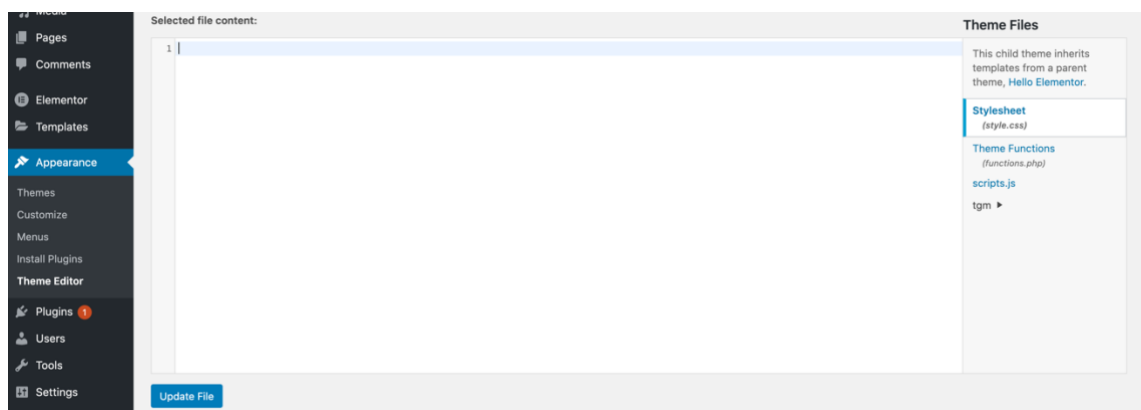 Media
Pages
Comments
Elementor
Templates
Appearance
Themes
Customize
Menus
Install Plugins
Theme Editor
Plugins 1
Users
Tools
Settings
Selected file content:
1
Update File
Theme Files
This child theme inherits
templates from a parent
theme, Hello Elementor.
Stylesheet
(style.css)
Theme Functions
(functions.php)
scripts.js
tgm